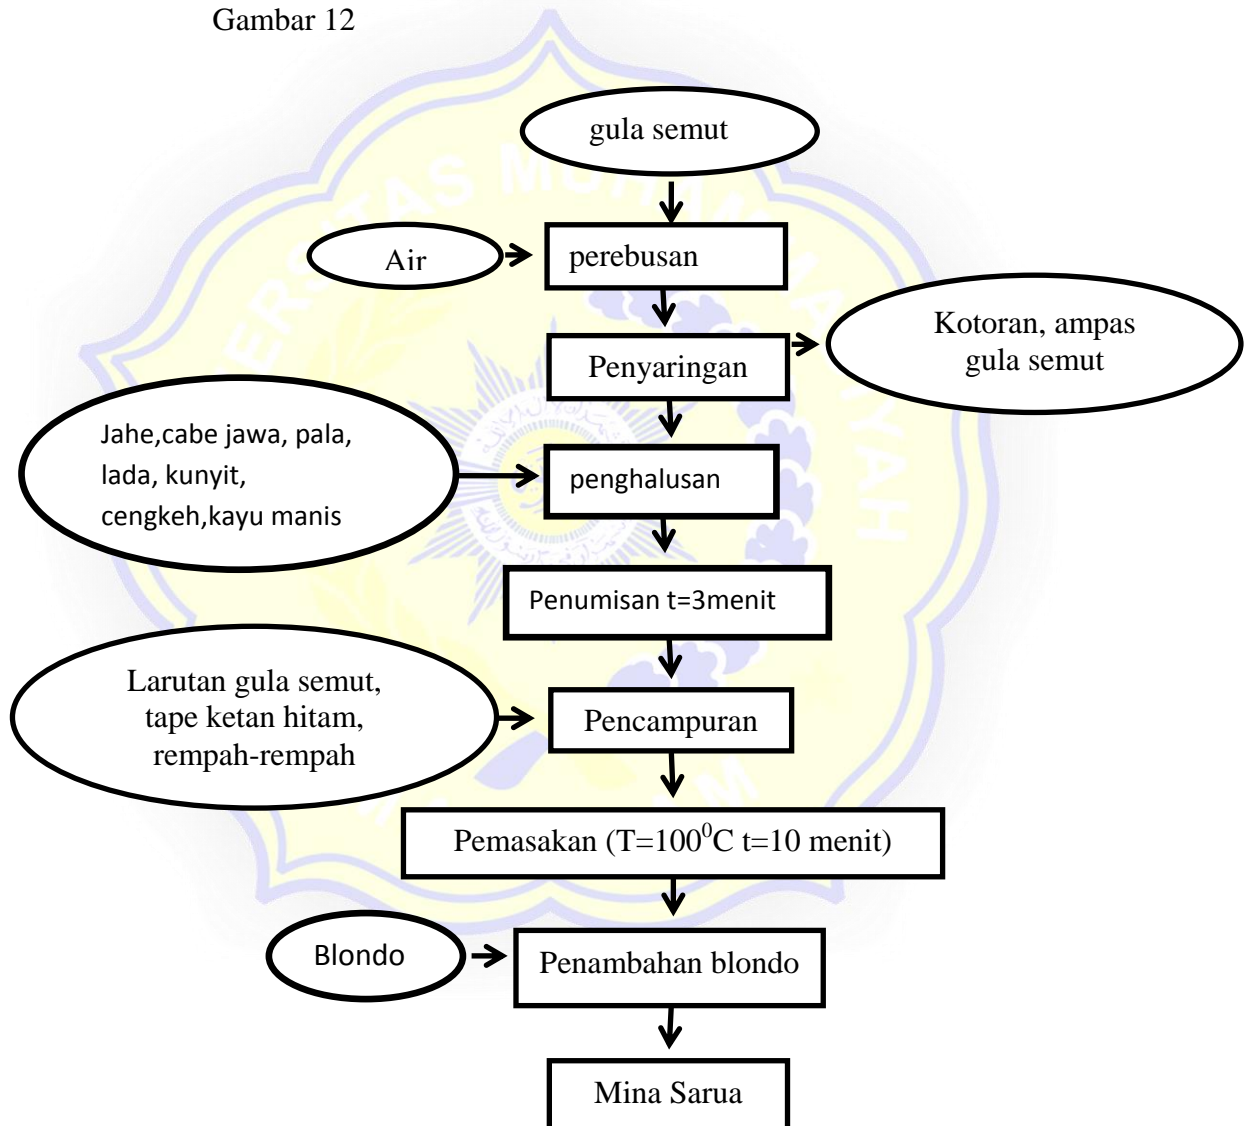 Gambar 12
gula semut
Air
perebusan
Penyaringan
Kotoran, ampas
gula semut
Jahe,cabe jawa, pala,
lada, kunyit,
cengkeh,kayu manis
penghalusan
Penumisan t=3menit
Larutan gula semut,
tape ketan hitam,
rempah-rempah
Pencampuran
Pemasakan (T=100⁰C t=10 menit)
Blondo
Penambahan blondo
Mina Sarua